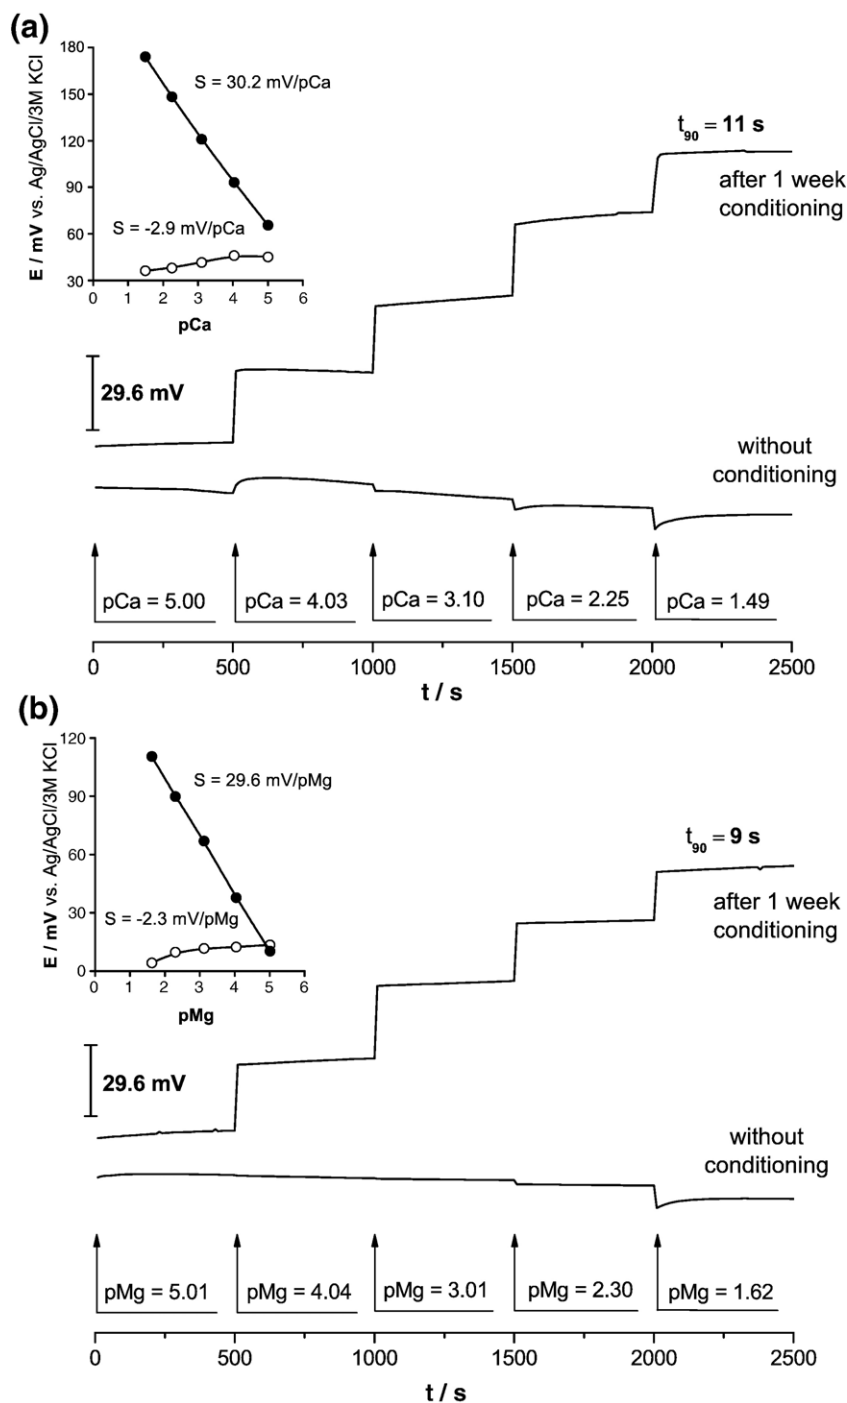 (a)
E / mV vs. Ag/AgCl/3M KCl
180
150
120
90
60
30
S = 30.2 mV/pCa
S = -2.9 mV/pCa
0 1 2 3 4 5 6
pCa
t90 = 11 s
after 1 week
conditioning
29.6 mV
without
conditioning
pCa = 5.00
pCa = 4.03
pCa = 3.10
pCa = 2.25
pCa = 1.49
0 500 1000 1500 2000 2500
t / s
(b)
E / mV vs. Ag/AgCl/3M KCl
120
90
60
30
0
S = 29.6 mV/pMg
S = -2.3 mV/pMg
0 1 2 3 4 5 6
pMg
t90 = 9 s
after 1 week
conditioning
29.6 mV
without
conditioning
pMg = 5.01
pMg = 4.04
pMg = 3.01
pMg = 2.30
pMg = 1.62
0 500 1000 1500 2000 2500
t / s